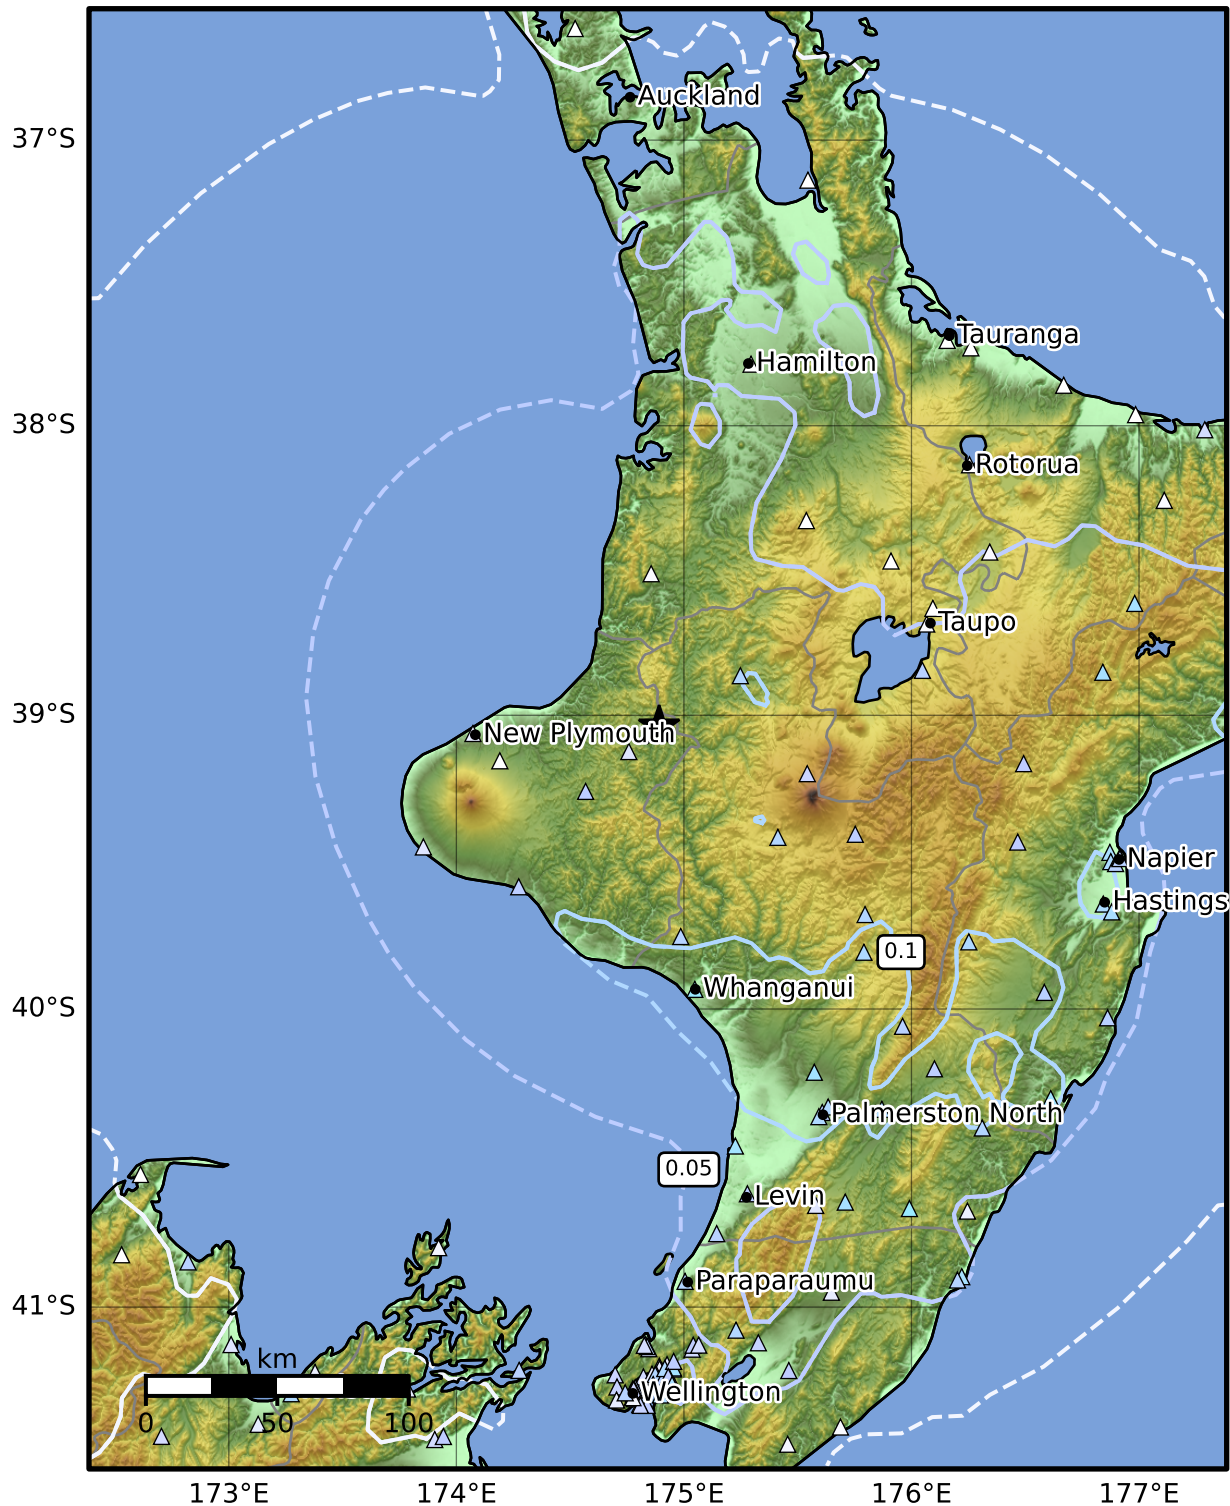 Auckland
37°S
Tauranga
Hamilton
38°S
Rotorua
Taupo
39°S
New Plymouth
Napier
Hastings
0.1
Whanganui
40°S
Palmerston North
0.05
Levin
Paraparaumu
41°S
km
Wellington
0 50 100
173°E 174°E 175°E 176°E 177°E